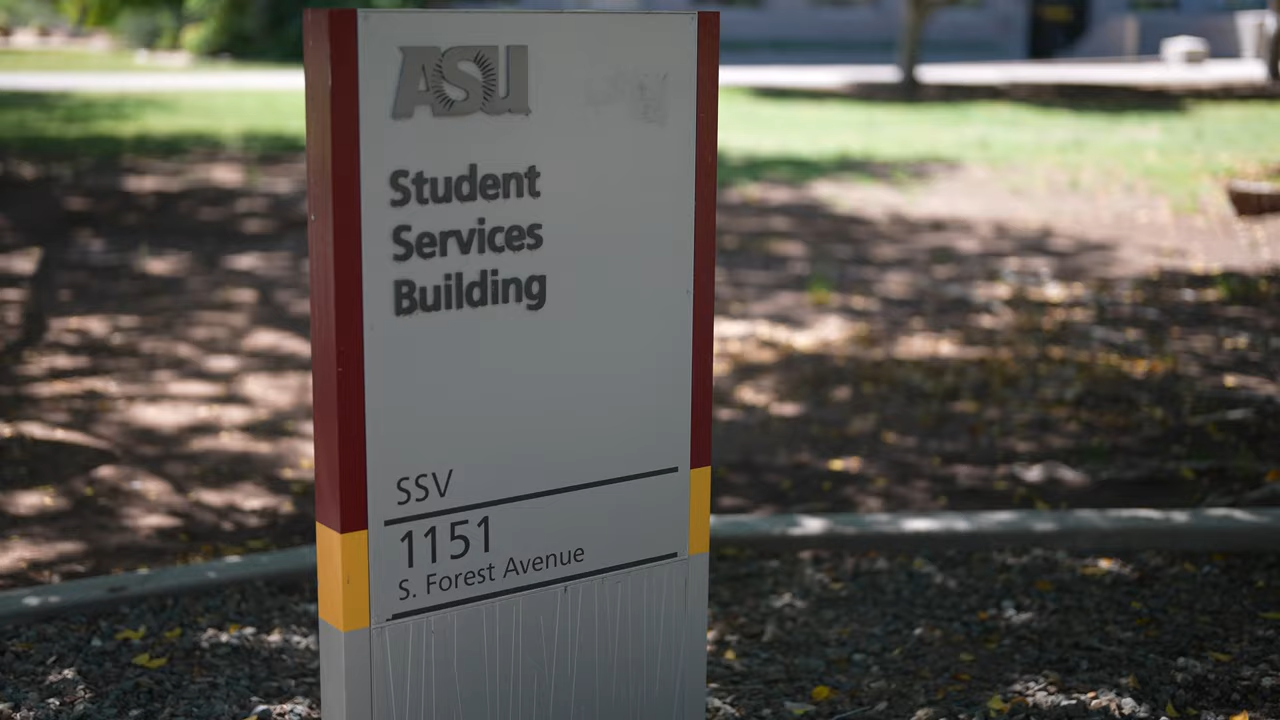 ASU
Student
Services
Building
SSV
1151
S. Forest Avenue